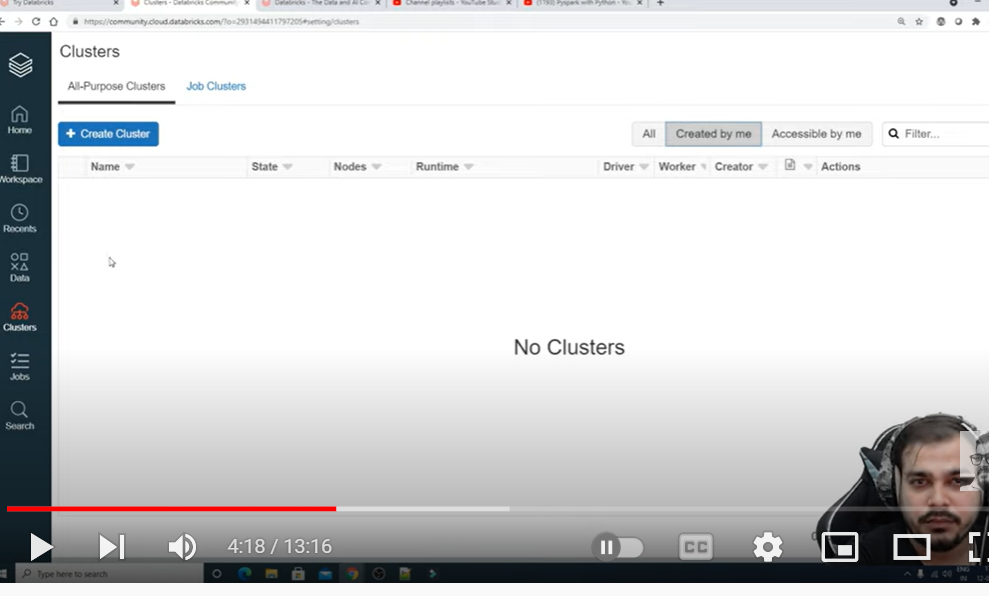 Try Databricks
Clusters - Databricks Community
Databricks - The Data and AI Co
Channel playlists - YouTube Stu
(1193) Pyspark with Python - Yo
https://community.cloud.databricks.com/?o=2931494411797205#setting/clusters
Clusters
All-Purpose Clusters Job Clusters
+ Create Cluster All Created by me Accessible by me Filter...
Name State Nodes Runtime Driver Worker Creator Actions
Home
Workspace
Recents
Data
Clusters
Jobs
Search
No Clusters
4:18 / 13:16
CC
Type here to search
ENG
IN